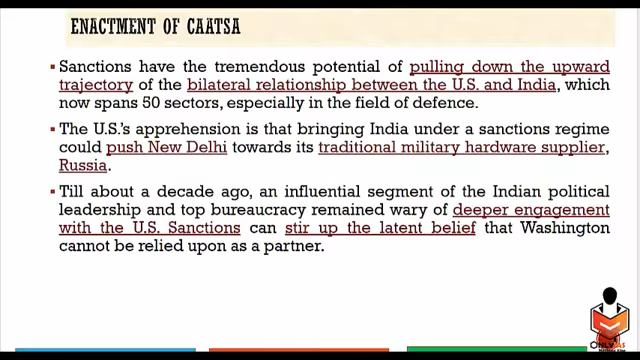 ENACTMENT OF CAATSA
▪ Sanctions have the tremendous potential of pulling down the upward
trajectory of the bilateral relationship between the U.S. and India, which
now spans 50 sectors, especially in the field of defence.
▪ The U.S.'s apprehension is that bringing India under a sanctions regime
could push New Delhi towards its traditional military hardware supplier,
Russia.
▪ Till about a decade ago, an influential segment of the Indian political
leadership and top bureaucracy remained wary of deeper engagement
with the U.S. Sanctions can stir up the latent belief that Washington
cannot be relied upon as a partner.
ONLY IAS